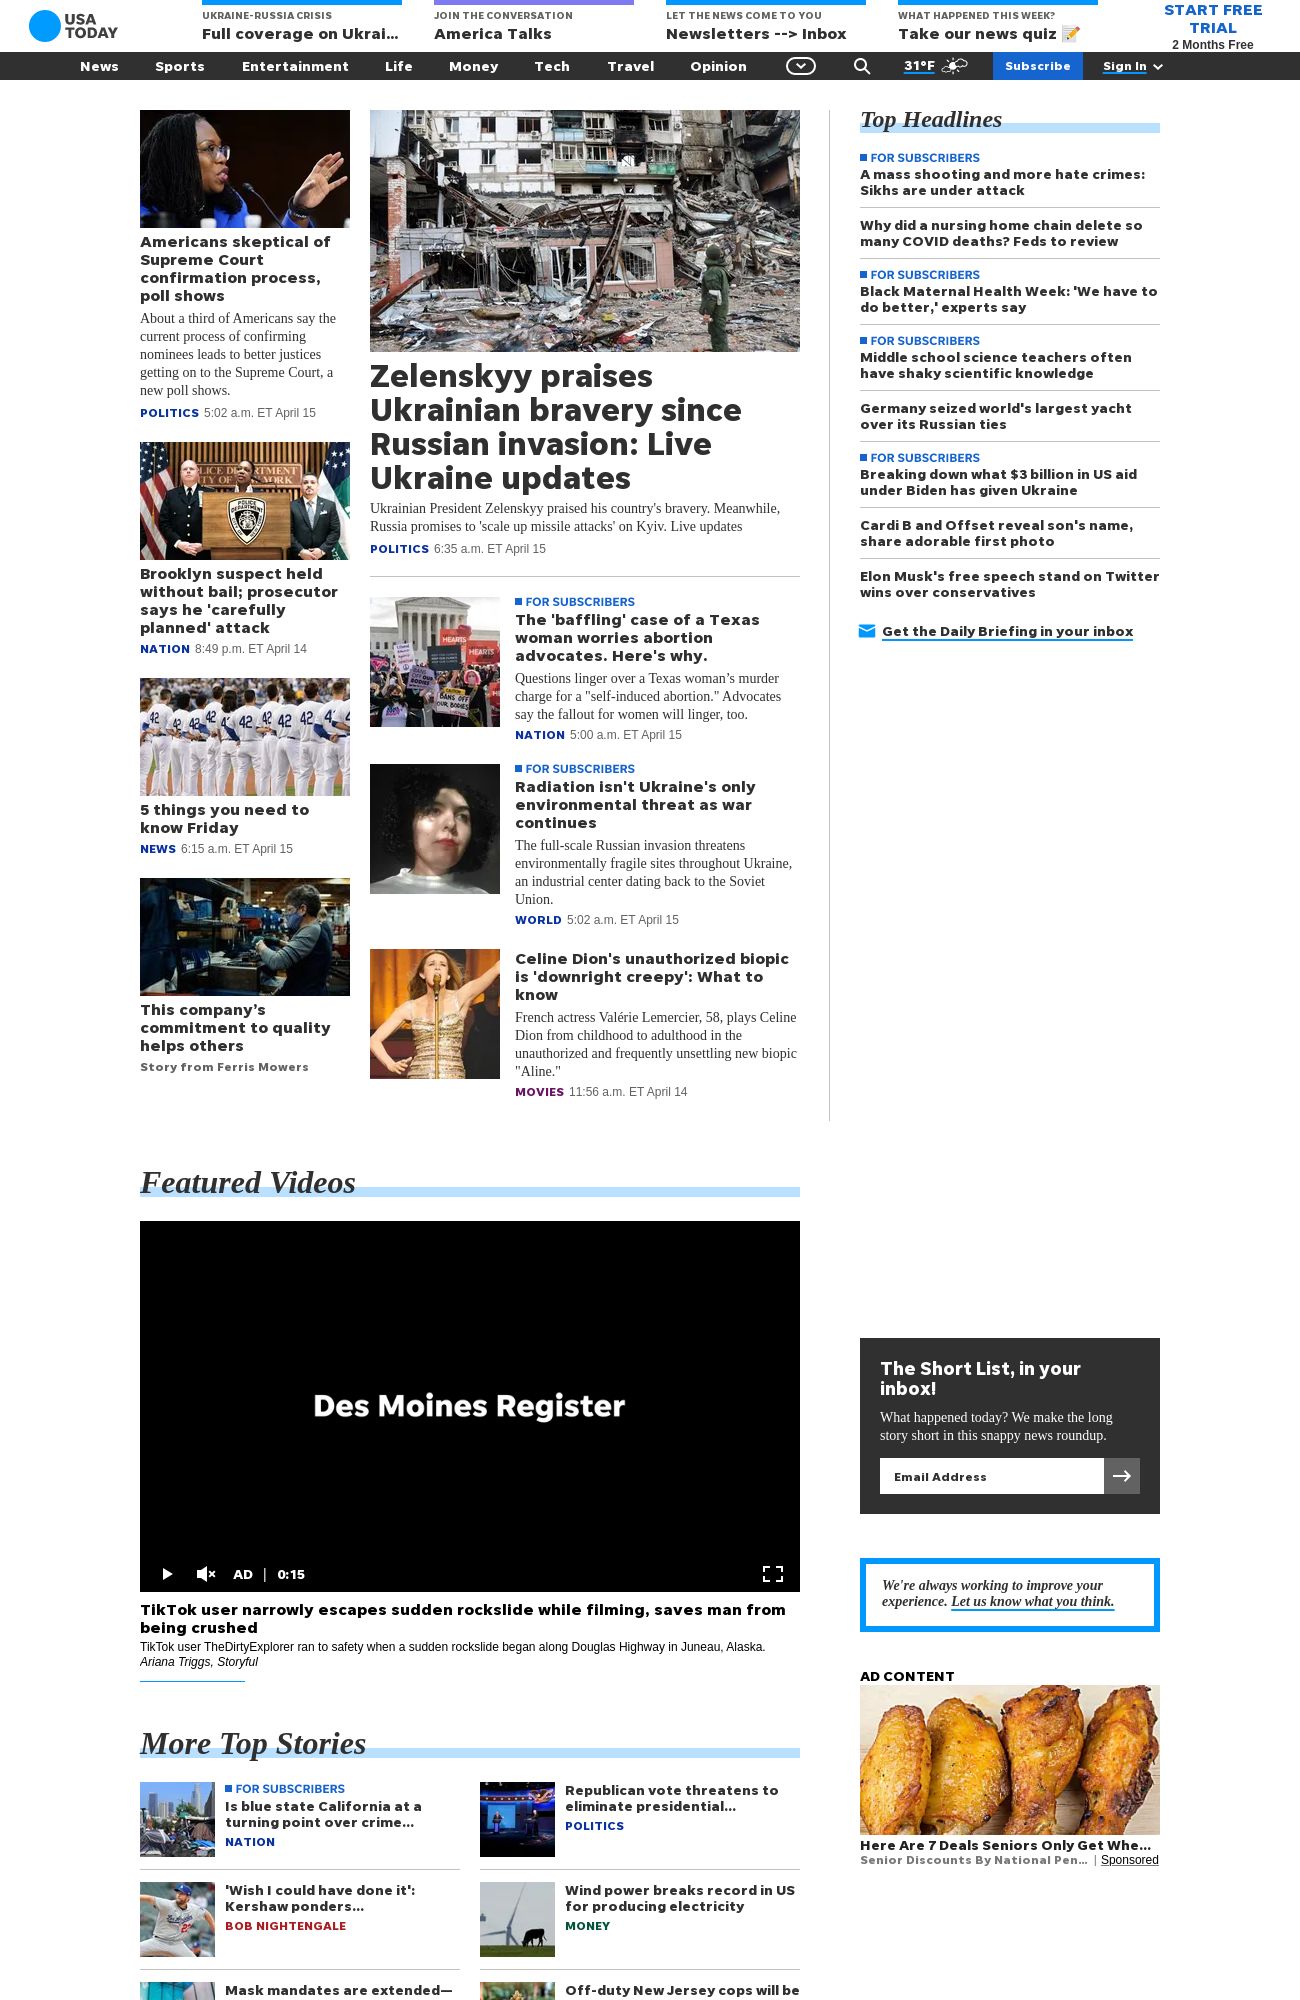 USA
TODAY
UKRAINE-RUSSIA CRISIS
Full coverage on Ukrai...
JOIN THE CONVERSATION
America Talks
LET THE NEWS COME TO YOU
Newsletters --> Inbox
WHAT HAPPENED THIS WEEK?
Take our news quiz 📝
START FREE
TRIAL
2 Months Free
News Sports Entertainment Life Money Tech Travel Opinion 31°F Subscribe Sign In
Americans skeptical of
Supreme Court
confirmation process,
poll shows
About a third of Americans say the
current process of confirming
nominees leads to better justices
getting on to the Supreme Court, a
new poll shows.
POLITICS 5:02 a.m. ET April 15
POLICE DEPARTMENT
CITY OF NEW YORK
POLICE
DEPARTMENT
Brooklyn suspect held
without bail; prosecutor
says he 'carefully
planned' attack
NATION 8:49 p.m. ET April 14
42 42 42 42 42 42 42 42
5 things you need to
know Friday
NEWS 6:15 a.m. ET April 15
This company’s
commitment to quality
helps others
Story from Ferris Mowers
Zelenskyy praises
Ukrainian bravery since
Russian invasion: Live
Ukraine updates
Ukrainian President Zelenskyy praised his country's bravery. Meanwhile,
Russia promises to 'scale up missile attacks' on Kyiv. Live updates
POLITICS 6:35 a.m. ET April 15
HEARTS
BANS OFF
OUR BODIES
FOR SUBSCRIBERS
The 'baffling' case of a Texas
woman worries abortion
advocates. Here's why.
Questions linger over a Texas woman’s murder
charge for a "self-induced abortion." Advocates
say the fallout for women will linger, too.
NATION 5:00 a.m. ET April 15
FOR SUBSCRIBERS
Radiation isn't Ukraine's only
environmental threat as war
continues
The full-scale Russian invasion threatens
environmentally fragile sites throughout Ukraine,
an industrial center dating back to the Soviet
Union.
WORLD 5:02 a.m. ET April 15
Celine Dion's unauthorized biopic
is 'downright creepy': What to
know
French actress Valérie Lemercier, 58, plays Celine
Dion from childhood to adulthood in the
unauthorized and frequently unsettling new biopic
"Aline."
MOVIES 11:56 a.m. ET April 14
Top Headlines
FOR SUBSCRIBERS
A mass shooting and more hate crimes:
Sikhs are under attack
Why did a nursing home chain delete so
many COVID deaths? Feds to review
FOR SUBSCRIBERS
Black Maternal Health Week: 'We have to
do better,' experts say
FOR SUBSCRIBERS
Middle school science teachers often
have shaky scientific knowledge
Germany seized world's largest yacht
over its Russian ties
FOR SUBSCRIBERS
Breaking down what $3 billion in US aid
under Biden has given Ukraine
Cardi B and Offset reveal son's name,
share adorable first photo
Elon Musk's free speech stand on Twitter
wins over conservatives
Get the Daily Briefing in your inbox
Featured Videos
Des Moines Register
AD | 0:15
TikTok user narrowly escapes sudden rockslide while filming, saves man from
being crushed
TikTok user TheDirtyExplorer ran to safety when a sudden rockslide began along Douglas Highway in Juneau, Alaska.
Ariana Triggs, Storyful
The Short List, in your
inbox!
What happened today? We make the long
story short in this snappy news roundup.
Email Address
We're always working to improve your
experience. Let us know what you think.
AD CONTENT
Here Are 7 Deals Seniors Only Get Whe...
Senior Discounts By National Pen... | Sponsored
More Top Stories
FOR SUBSCRIBERS
Is blue state California at a
turning point over crime...
NATION
Republican vote threatens to
eliminate presidential...
POLITICS
'Wish I could have done it':
Kershaw ponders...
BOB NIGHTENGALE
Wind power breaks record in US
for producing electricity
MONEY
Mask mandates are extended—
Off-duty New Jersey cops will be